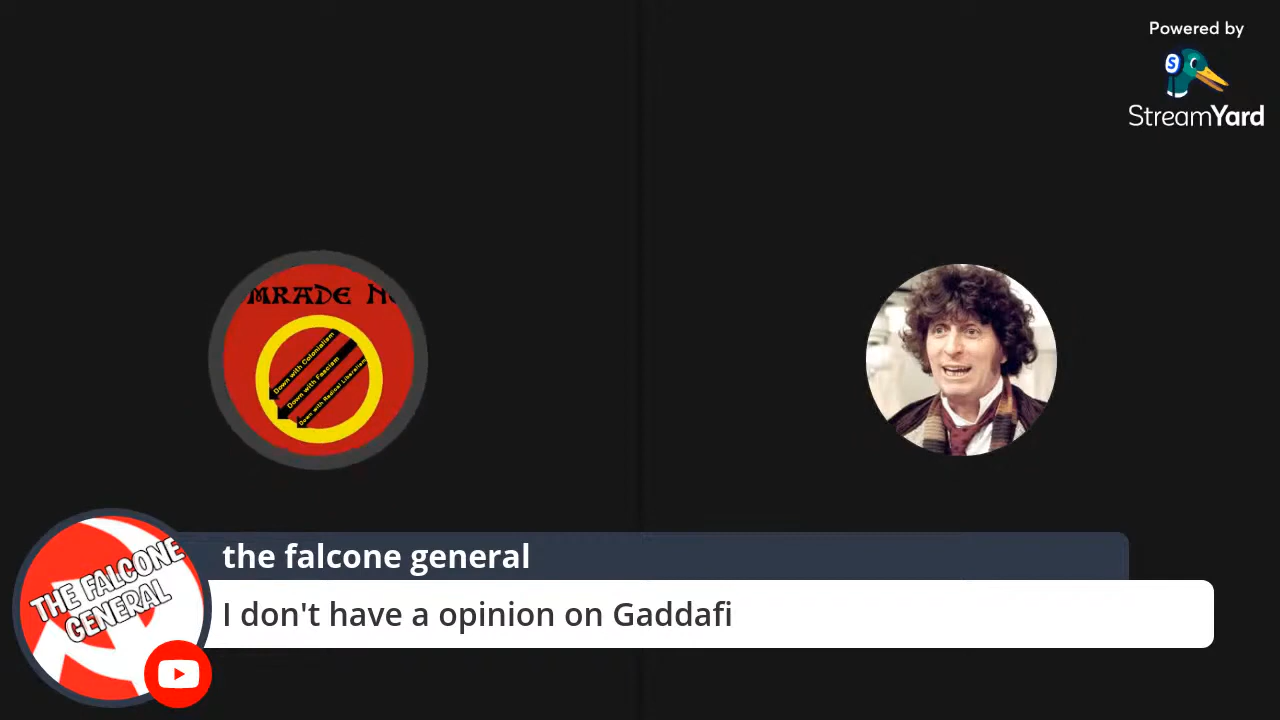 Powered by
S
StreamYard
MRADE N
Down with Colonialism
Down with Fascism
Down with Radical Liberalism
THE FALCONE
GENERAL
the falcone general
I don't have a opinion on Gaddafi